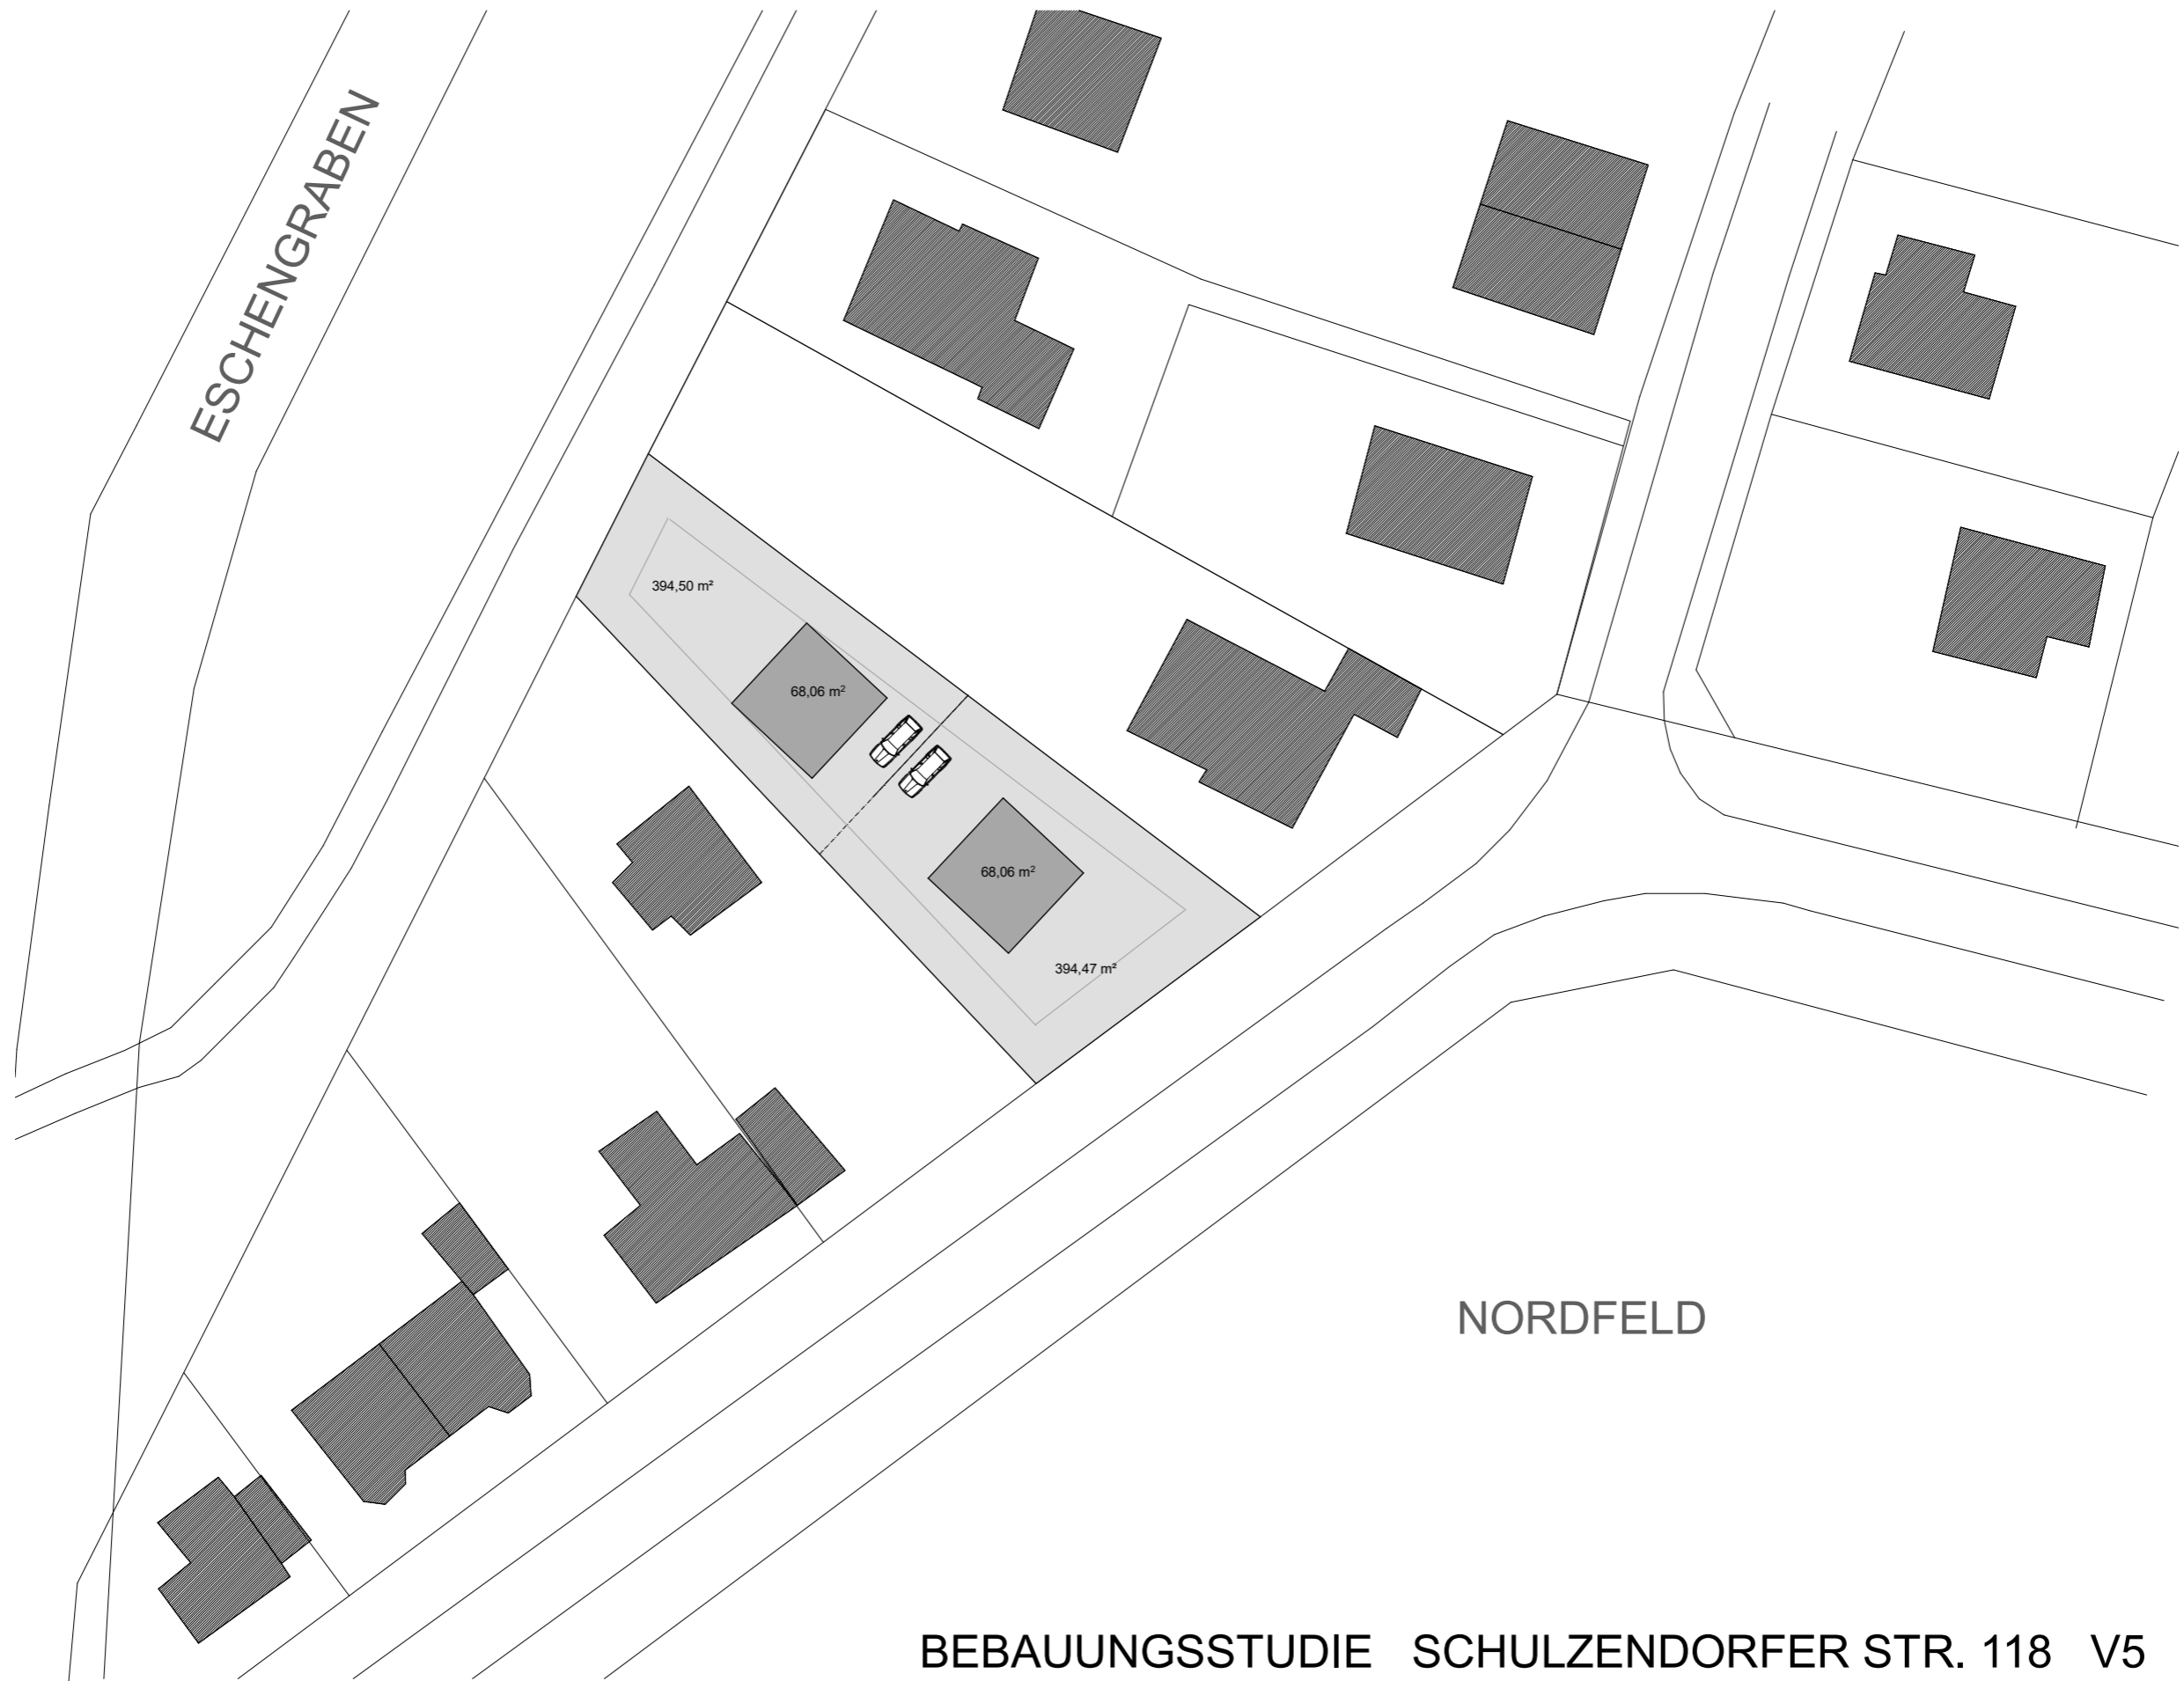 ESCHENGRABEN
394,50 m²
68,06 m²
68,06 m²
394,47 m²
NORDFELD
BEBAUUNGSSTUDIE SCHULZENDORFER STR. 118 V5